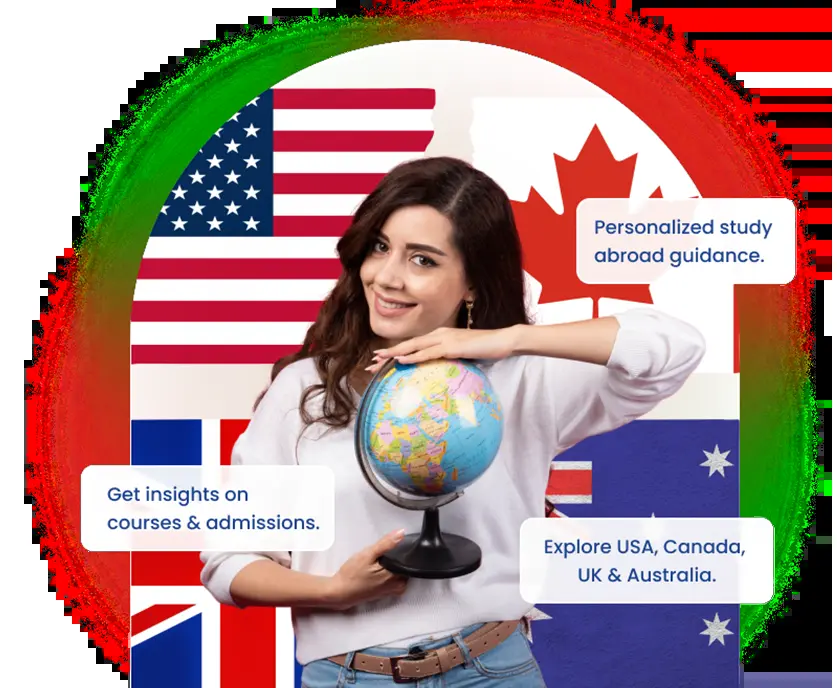 Personalized study
abroad guidance.
Get insights on
courses & admissions.
Explore USA, Canada,
UK & Australia.